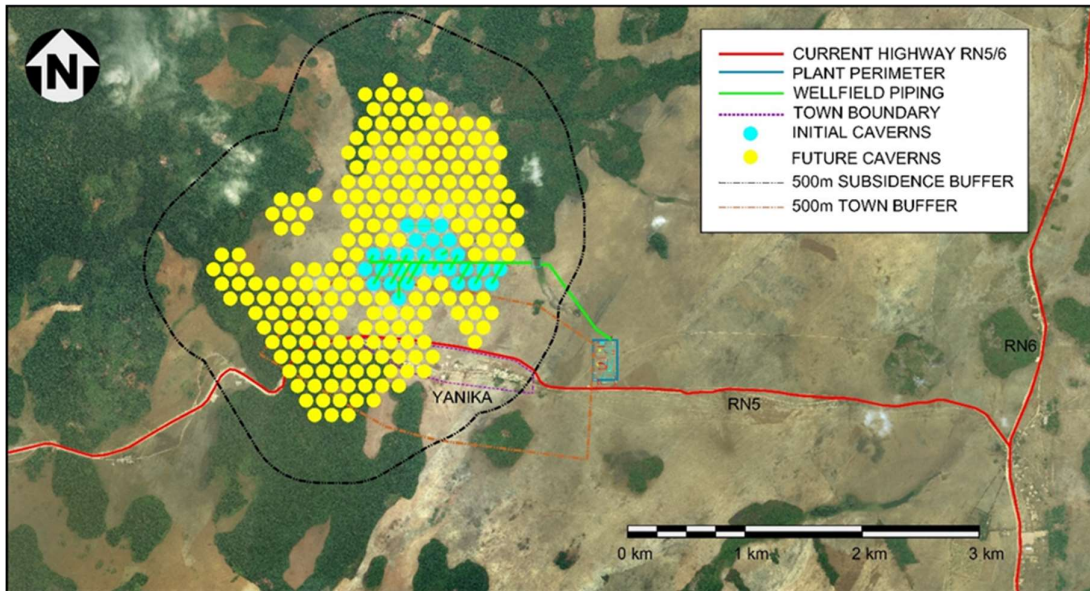 N
CURRENT HIGHWAY RN5/6
PLANT PERIMETER
WELLFIELD PIPING
TOWN BOUNDARY
INITIAL CAVERNS
FUTURE CAVERNS
500m SUBSIDENCE BUFFER
500m TOWN BUFFER
RN6
YANIKA
RN5
0 km 1 km 2 km 3 km